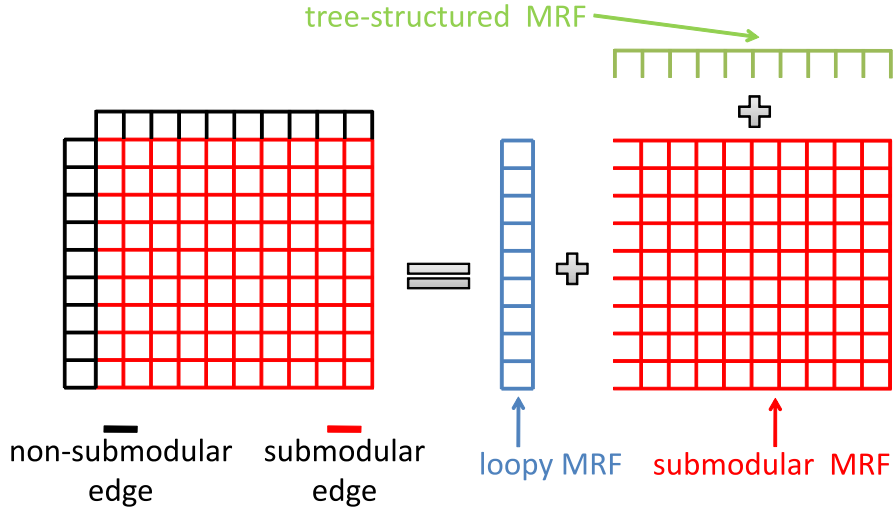 tree-structured MRF
non-submodular
edge
submodular
edge
loopy MRF
submodular MRF